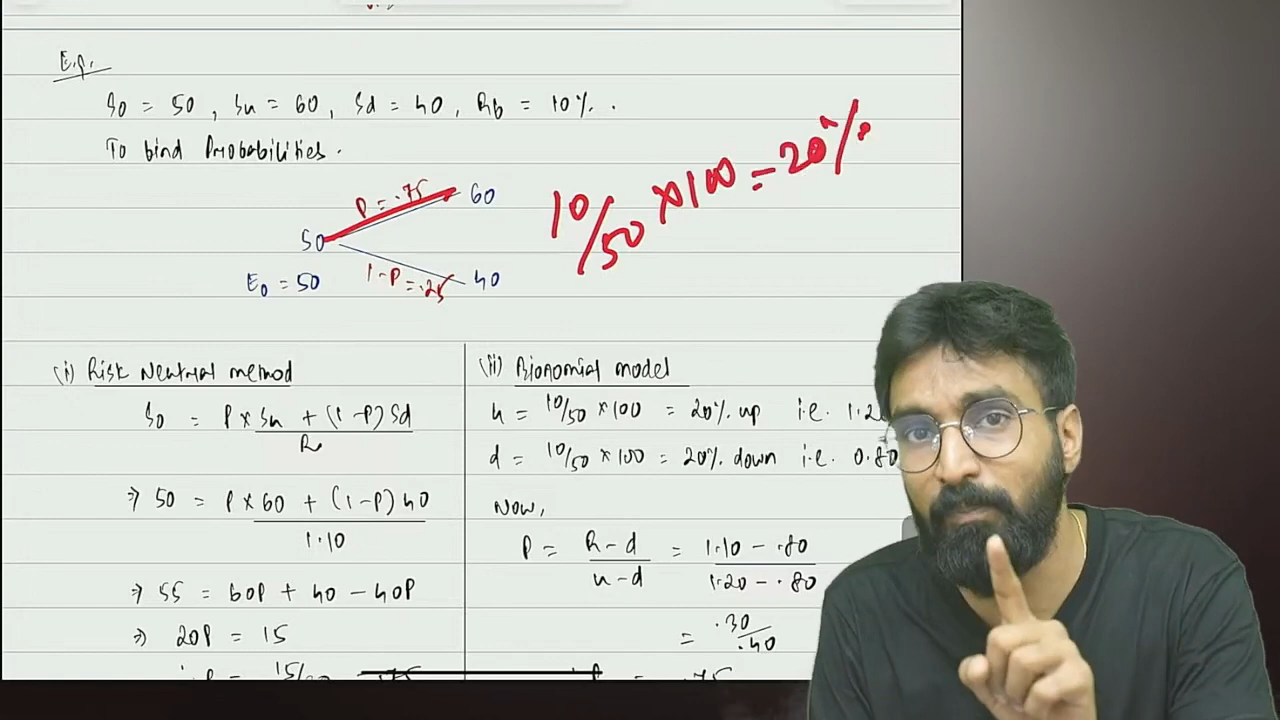 E.g.
S0 = 50, Su = 60, Sd = 40, Rf = 10%.
To find Probabilities.
P = .75
60
10/50 × 100 = 20%
50
E0 = 50
1-P = .25
40
(i) Risk Neutral method
S0 = P × Su + (1-P) Sd
R
⇒ 50 = P × 60 + (1-P) 40
1.10
⇒ 55 = 60P + 40 - 40P
⇒ 20P = 15
(ii) Bionomial model
u = 10/50 × 100 = 20% up i.e. 1.20
d = 10/50 × 100 = 20% down i.e. 0.80
Now,
P = R-d = 1.10 - .80
u-d 1.20 - .80
= .30/.40